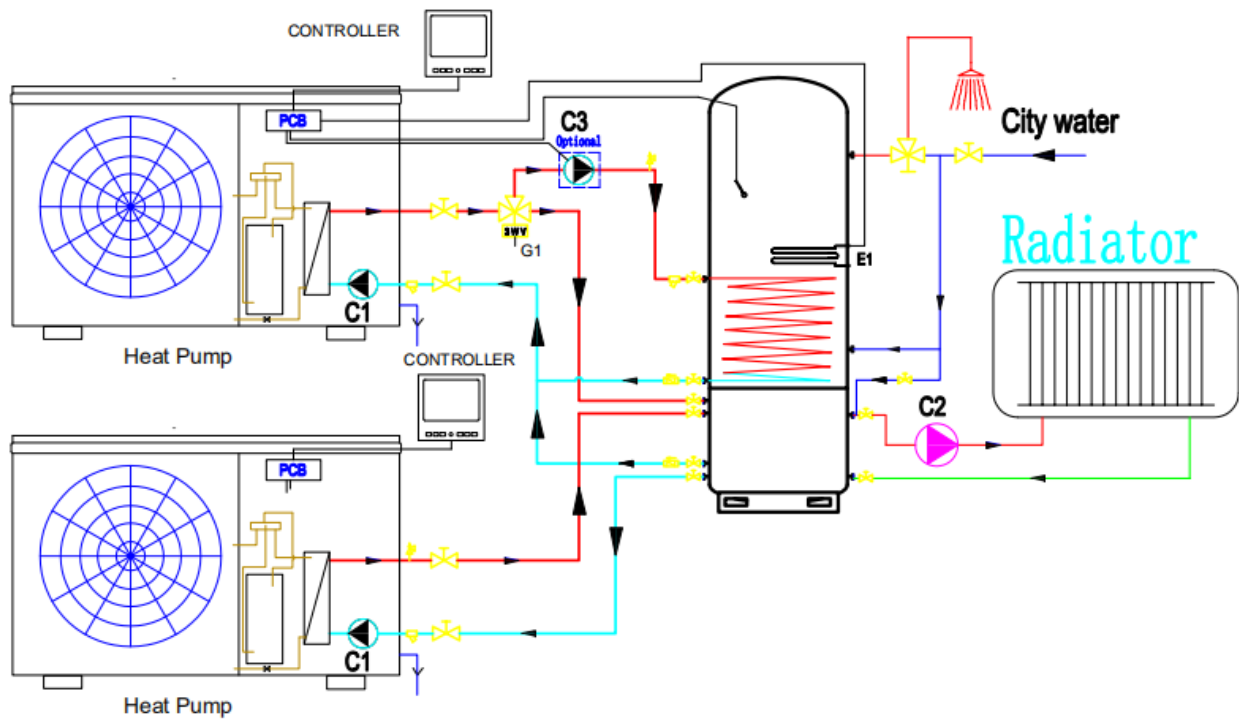 CONTROLLER
PCB
C3
Optional
City water
3WV
G1
E1
Radiator
C1
Heat Pump
CONTROLLER
C2
PCB
C1
Heat Pump